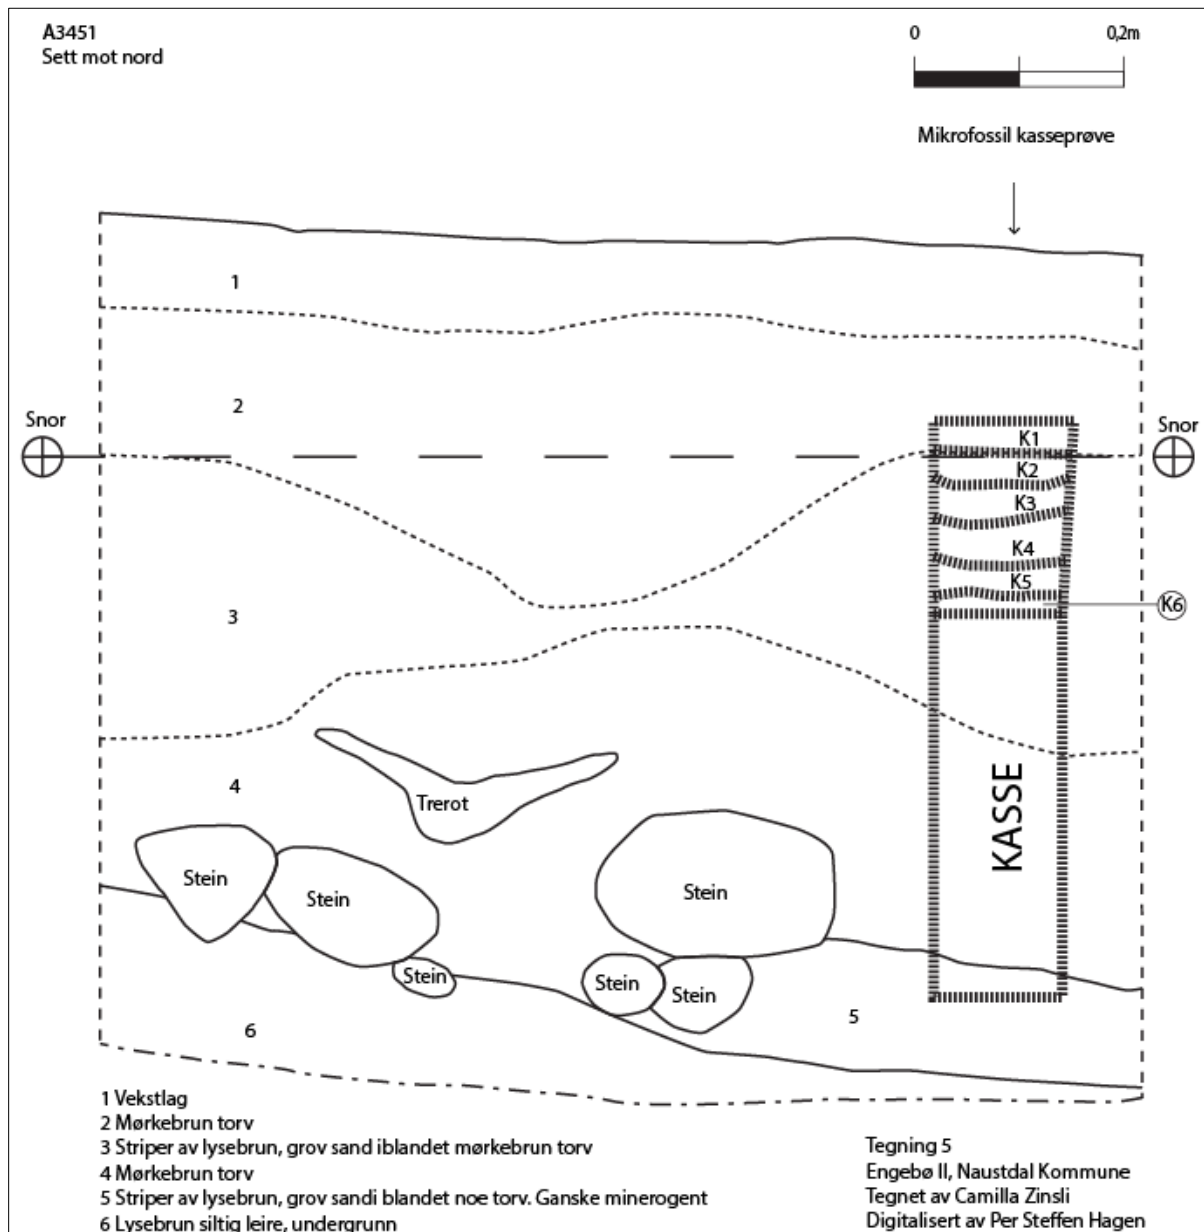 A3451
Sett mot nord
0 0,2m
Mikrofossil kasseprøve
1
2
Snor
Snor
K1
K2
K3
K4
K5
K6
3
4
Trerot
KASSE
Stein
Stein
Stein
Stein
Stein
Stein
5
6
1 Vekstlag
2 Mørkebrun torv
3 Striper av lysebrun, grov sand iblandet mørkebrun torv
4 Mørkebrun torv
5 Striper av lysebrun, grov sandi blandet noe torv. Ganske minerogent
6 Lysebrun siltig leire, undergrunn
Tegning 5
Engebø II, Naustdal Kommune
Tegnet av Camilla Zinsli
Digitalisert av Per Steffen Hagen